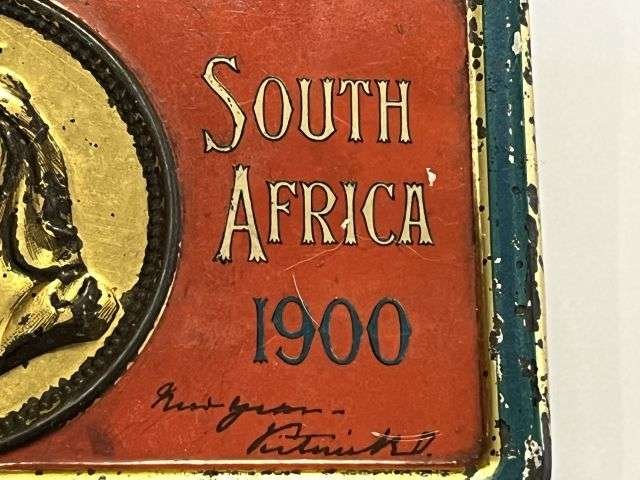 SOUTH
AFRICA
1900
New Year
Victoria R.I.